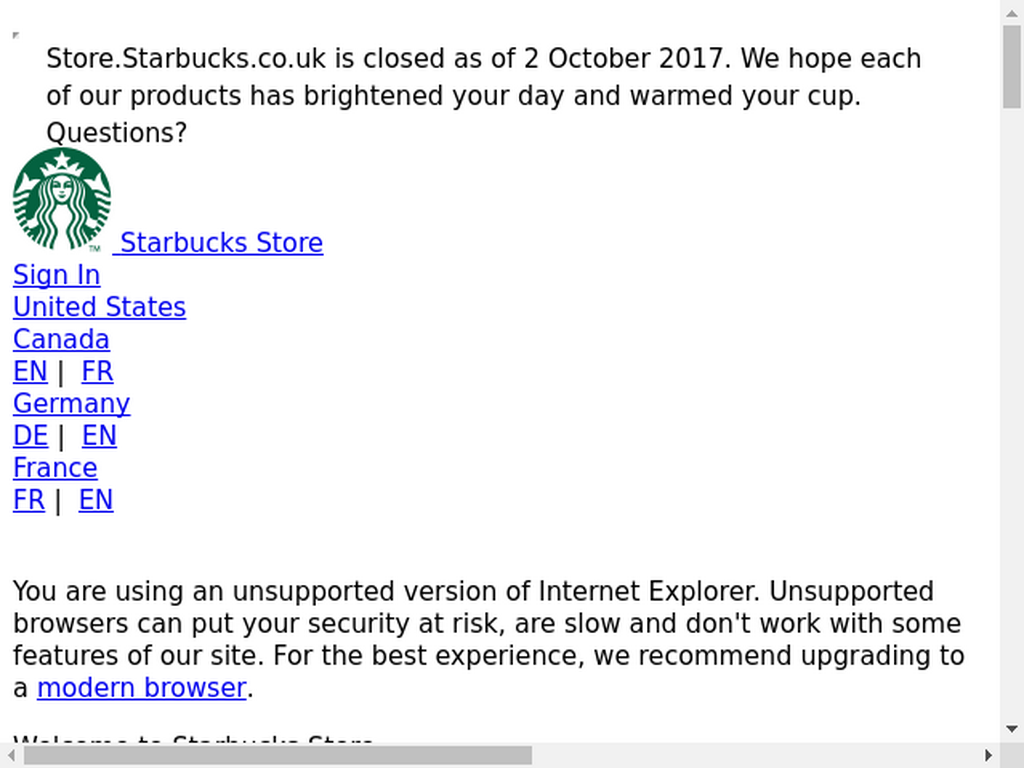 Store.Starbucks.co.uk is closed as of 2 October 2017. We hope each
of our products has brightened your day and warmed your cup.
Questions?
TM
Starbucks Store
Sign In
United States
Canada
EN | FR
Germany
DE | EN
France
FR | EN
You are using an unsupported version of Internet Explorer. Unsupported
browsers can put your security at risk, are slow and don't work with some
features of our site. For the best experience, we recommend upgrading to
a modern browser.
Welcome to Starbucks Store